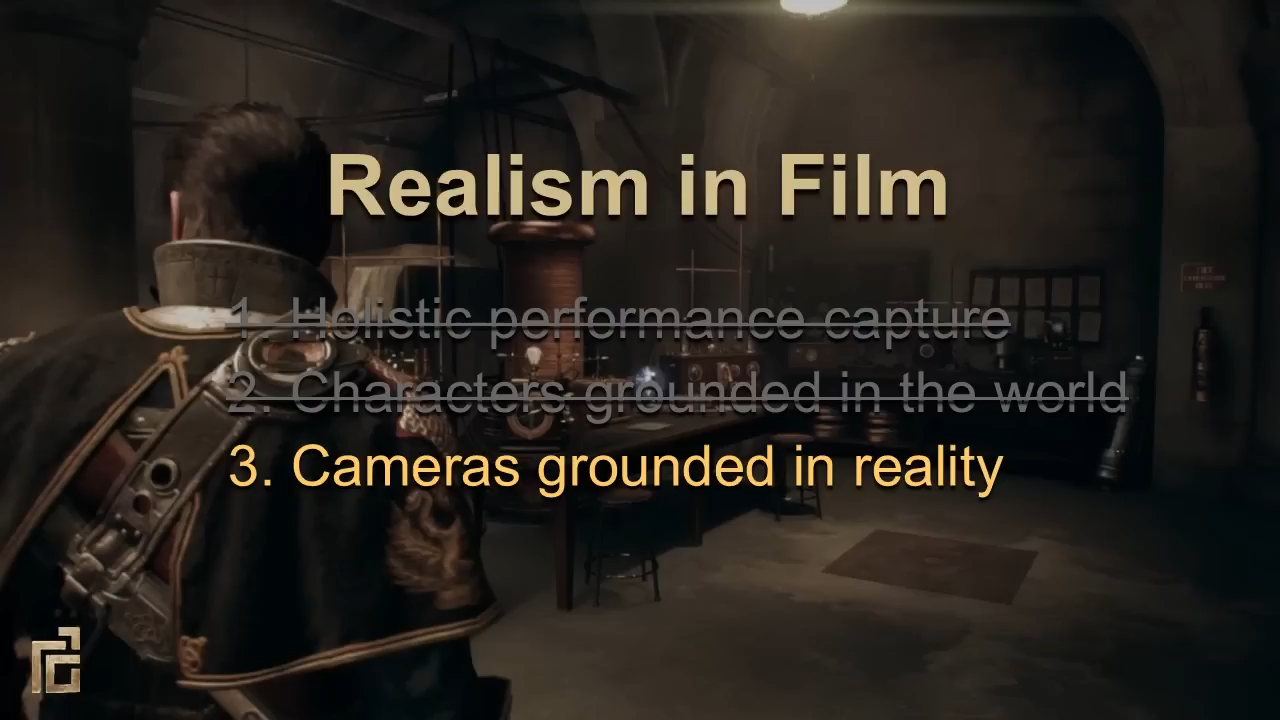 Realism in Film
1. Holistic performance capture
2. Characters grounded in the world
3. Cameras grounded in reality